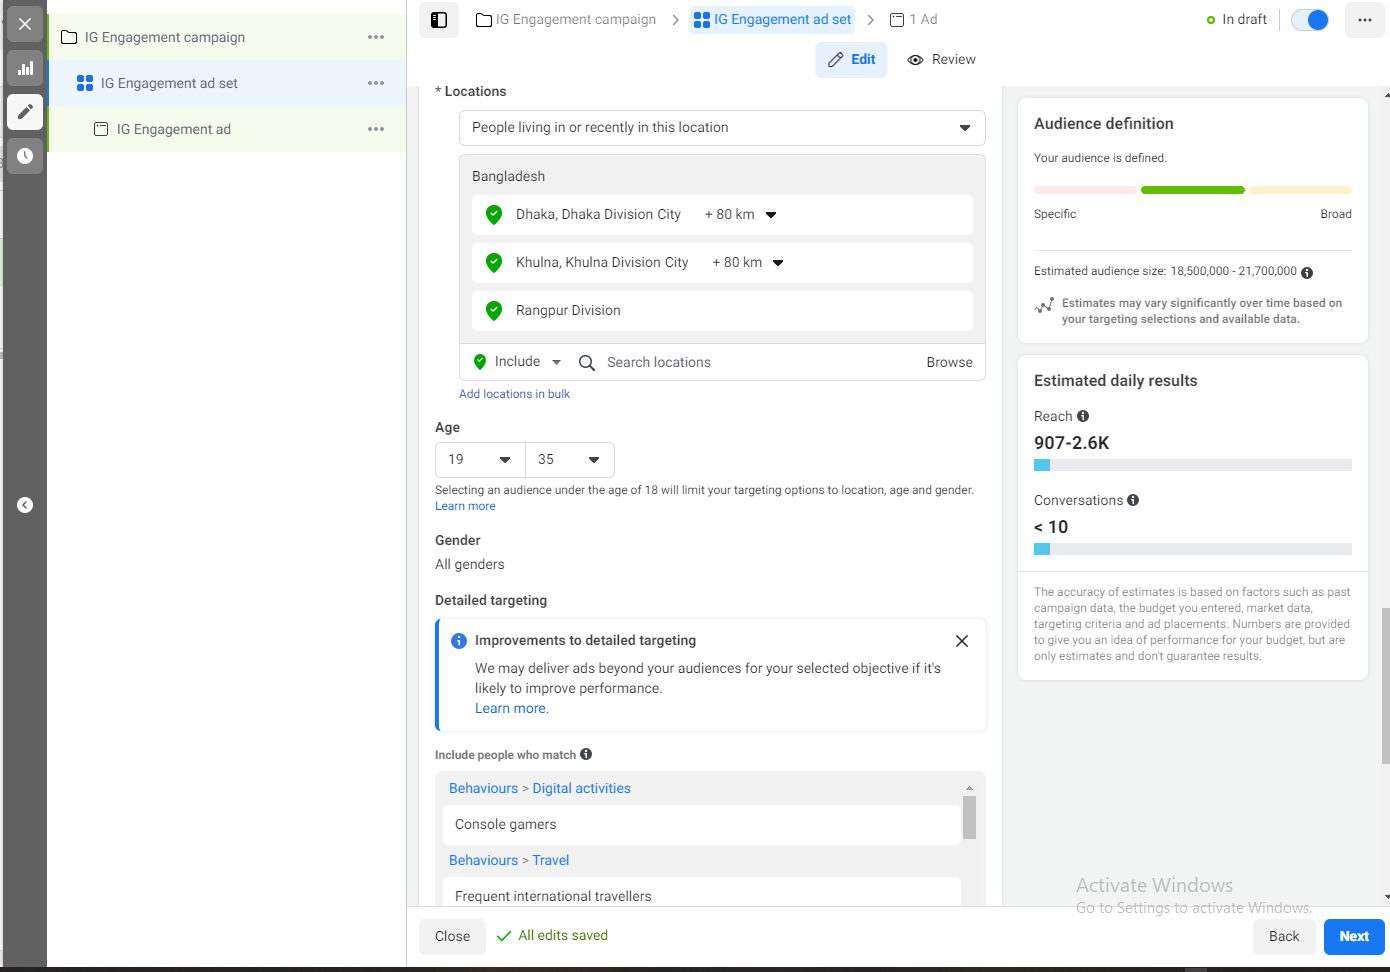 IG Engagement campaign
IG Engagement ad set
IG Engagement ad
IG Engagement campaign
IG Engagement ad set
1 Ad
In draft
Edit
Review
* Locations
People living in or recently in this location
Bangladesh
Dhaka, Dhaka Division City + 80 km
Khulna, Khulna Division City + 80 km
Rangpur Division
Include
Search locations
Browse
Add locations in bulk
Age
19
35
Selecting an audience under the age of 18 will limit your targeting options to location, age and gender.
Learn more
Gender
All genders
Detailed targeting
Improvements to detailed targeting
We may deliver ads beyond your audiences for your selected objective if it's
likely to improve performance.
Learn more.
Include people who match
Behaviours > Digital activities
Console gamers
Behaviours > Travel
Frequent international travellers
Close
All edits saved
Audience definition
Your audience is defined.
Specific
Broad
Estimated audience size: 18,500,000 - 21,700,000
Estimates may vary significantly over time based on
your targeting selections and available data.
Estimated daily results
Reach
907-2.6K
Conversations
< 10
The accuracy of estimates is based on factors such as past
campaign data, the budget you entered, market data,
targeting criteria and ad placements. Numbers are provided
to give you an idea of performance for your budget, but are
only estimates and don't guarantee results.
Activate Windows
Go to Settings to activate Windows.
Back
Next